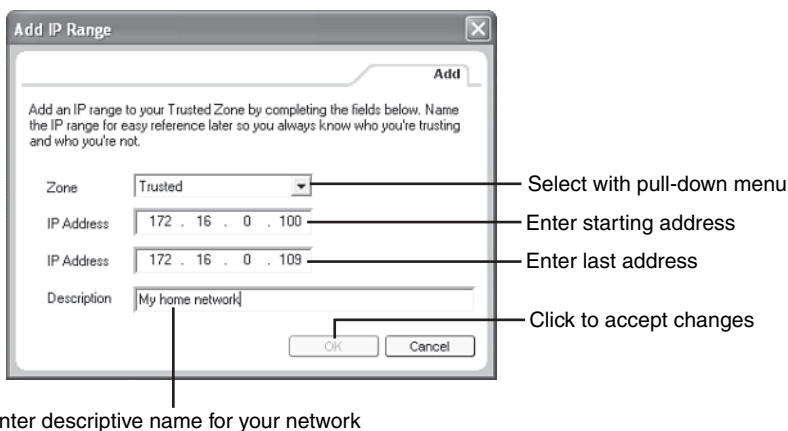 Add IP Range
Add
Add an IP range to your Trusted Zone by completing the fields below. Name
the IP range for easy reference later so you always know who you're trusting
and who you're not.
Zone Trusted Select with pull-down menu
IP Address 172 . 16 . 0 . 100 Enter starting address
IP Address 172 . 16 . 0 . 109 Enter last address
Description My home network
Click to accept changes
OK Cancel
nter descriptive name for your network